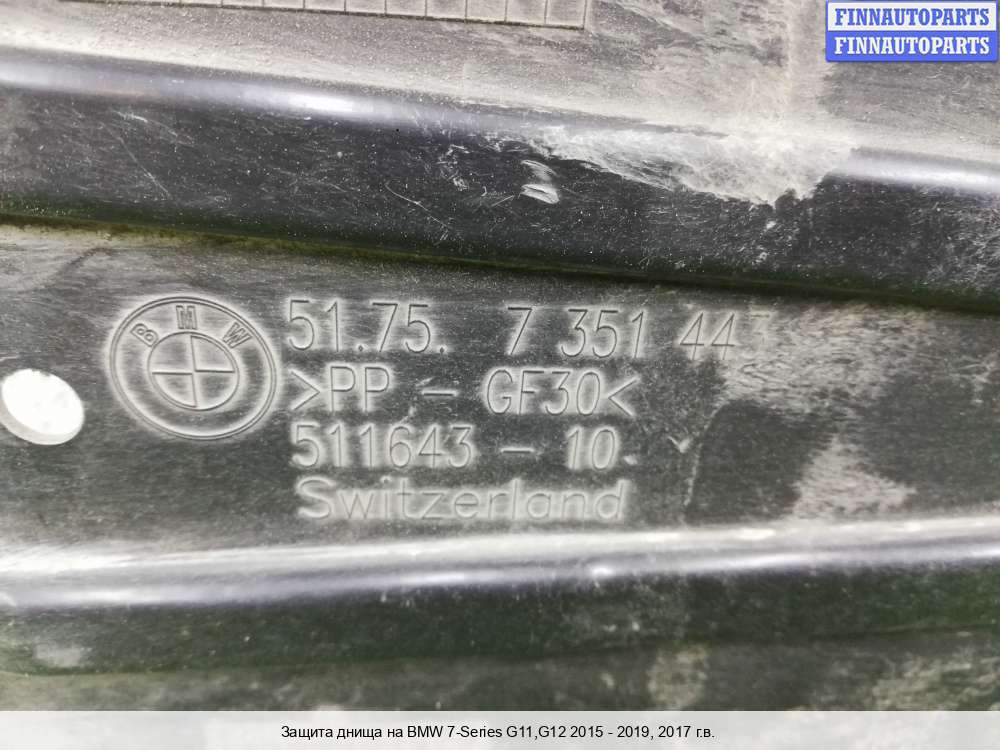 FINNAUTOPARTS
FINNAUTOPARTS
BMW
51.75. 7 351 44
>PP - GF30<
511643 - 10.
Switzerland
Защита днища на BMW 7-Series G11,G12 2015 - 2019, 2017 г.в.